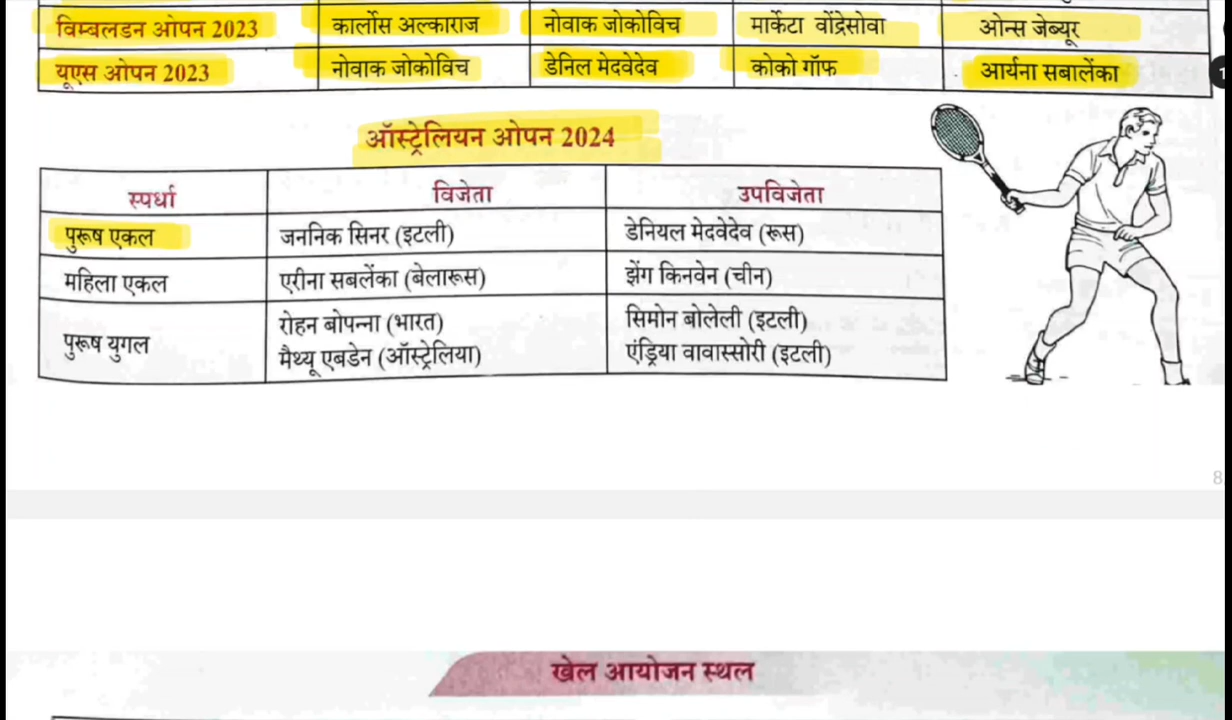 विम्बलडन ओपन 2023 कार्लोस अल्काराज नोवाक जोकोविच मार्केटा वोंद्रेसोवा ओन्स जेब्यूर
यूएस ओपन 2023 नोवाक जोकोविच डेनिल मेदवेदेव कोको गॉफ आर्यना सबालेंका
ऑस्ट्रेलियन ओपन 2024
स्पर्धा विजेता उपविजेता
पुरूष एकल जननिक सिनर (इटली) डेनियल मेदवेदेव (रूस)
महिला एकल एरीना सबलेंका (बेलारूस) झेंग किनवेन (चीन)
पुरूष युगल रोहन बोपन्ना (भारत) सिमोन बोलेली (इटली)
मैथ्यू एबडेन (ऑस्ट्रेलिया) एंड्रिया वावास्सोरी (इटली)
खेल आयोजन स्थल